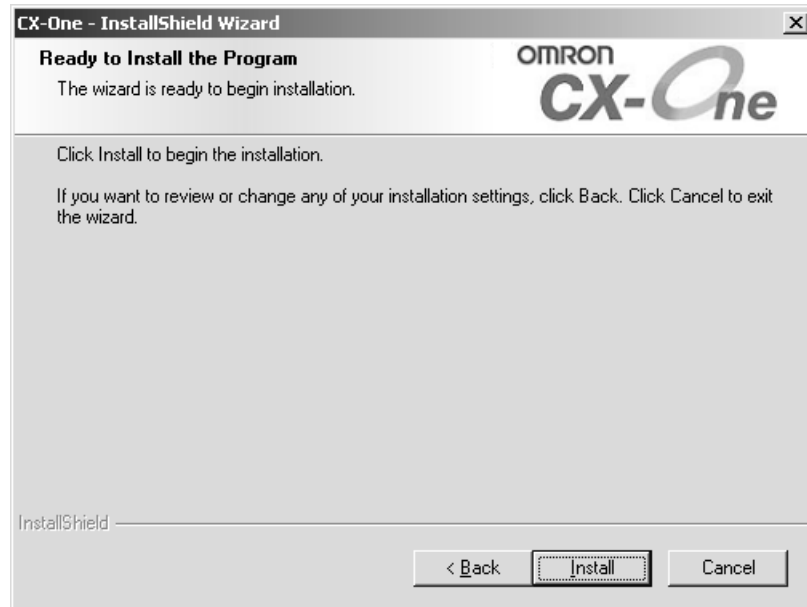 CX-One - InstallShield Wizard
Ready to Install the Program
The wizard is ready to begin installation.
OMRON
CX-One
Click Install to begin the installation.
If you want to review or change any of your installation settings, click Back. Click Cancel to exit
the wizard.
InstallShield
< Back
Install
Cancel